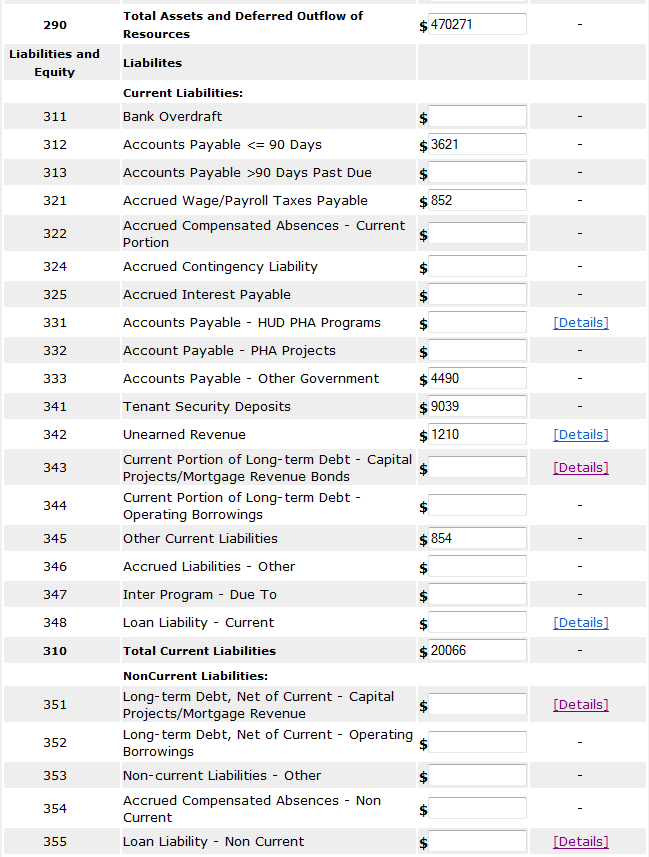 290 Total Assets and Deferred Outflow of Resources $ 470271 -
Liabilities and Equity Liabilites
Current Liabilities:
311 Bank Overdraft $ -
312 Accounts Payable <= 90 Days $ 3621 -
313 Accounts Payable >90 Days Past Due $ -
321 Accrued Wage/Payroll Taxes Payable $ 852 -
322 Accrued Compensated Absences - Current Portion $ -
324 Accrued Contingency Liability $ -
325 Accrued Interest Payable $ -
331 Accounts Payable - HUD PHA Programs $ [Details]
332 Account Payable - PHA Projects $ -
333 Accounts Payable - Other Government $ 4490 -
341 Tenant Security Deposits $ 9039 -
342 Unearned Revenue $ 1210 [Details]
343 Current Portion of Long-term Debt - Capital Projects/Mortgage Revenue Bonds $ [Details]
344 Current Portion of Long-term Debt - Operating Borrowings $ -
345 Other Current Liabilities $ 854 -
346 Accrued Liabilities - Other $ -
347 Inter Program - Due To $ -
348 Loan Liability - Current $ [Details]
310 Total Current Liabilities $ 20066 -
NonCurrent Liabilities:
351 Long-term Debt, Net of Current - Capital Projects/Mortgage Revenue $ [Details]
352 Long-term Debt, Net of Current - Operating Borrowings $ -
353 Non-current Liabilities - Other $ -
354 Accrued Compensated Absences - Non Current $ -
355 Loan Liability - Non Current $ [Details]